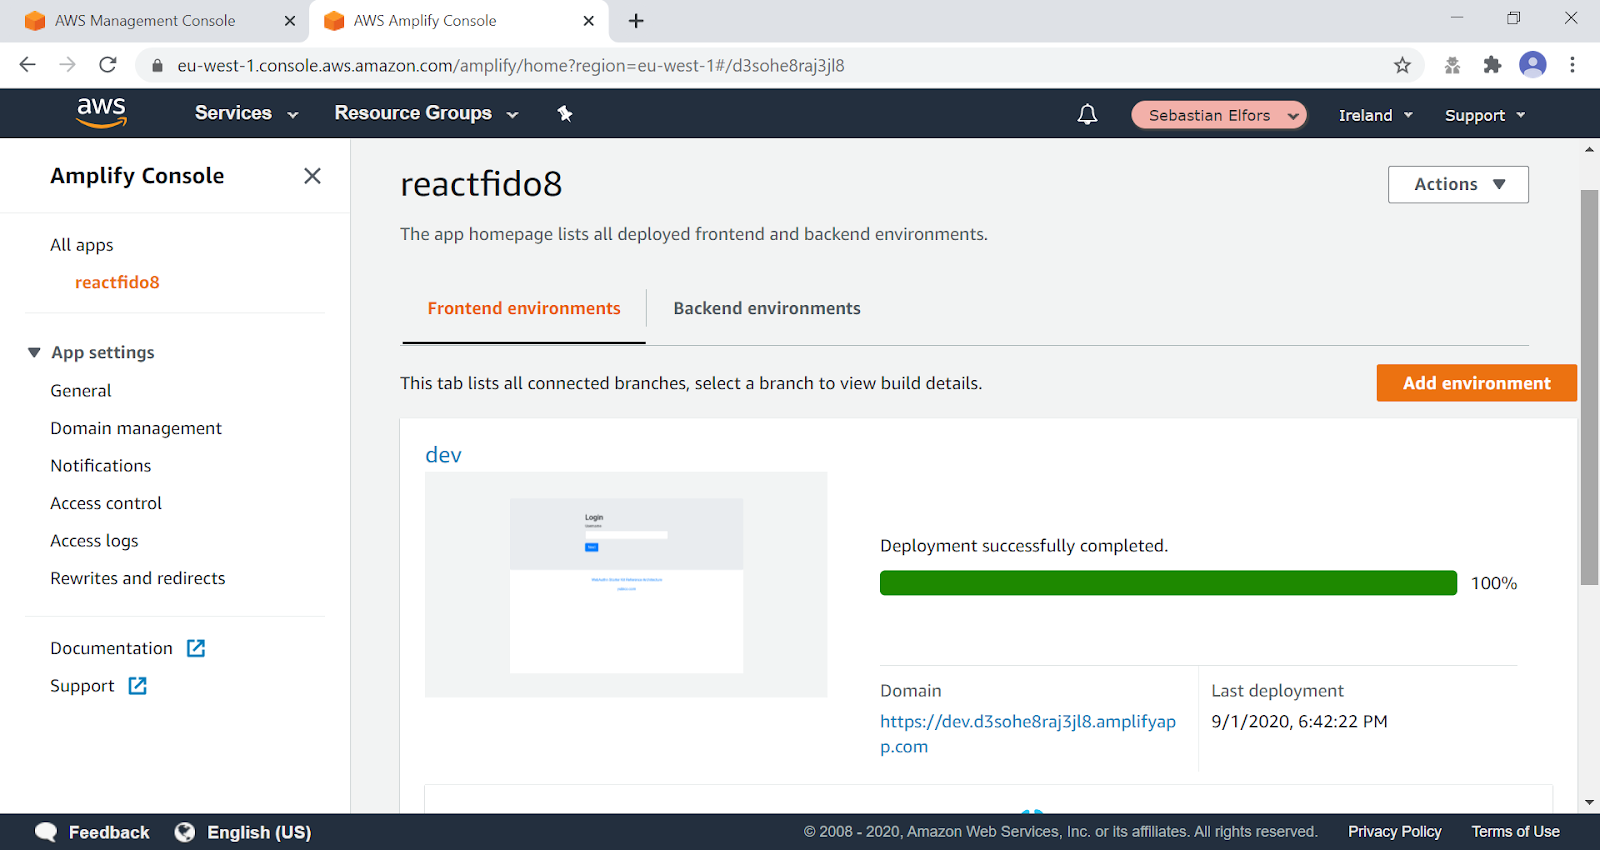 AWS Management Console
AWS Amplify Console
eu-west-1.console.aws.amazon.com/amplify/home?region=eu-west-1#/d3sohe8raj3jl8
aws
Services
Resource Groups
Sebastian Elfors
Ireland
Support
Amplify Console
All apps
reactfido8
App settings
General
Domain management
Notifications
Access control
Access logs
Rewrites and redirects
Documentation
Support
reactfido8
Actions
The app homepage lists all deployed frontend and backend environments.
Frontend environments
Backend environments
This tab lists all connected branches, select a branch to view build details.
Add environment
dev
Login
Deployment successfully completed.
100%
Domain
https://dev.d3sohe8raj3jl8.amplifyap
p.com
Last deployment
9/1/2020, 6:42:22 PM
Feedback
English (US)
© 2008 - 2020, Amazon Web Services, Inc. or its affiliates. All rights reserved.
Privacy Policy
Terms of Use